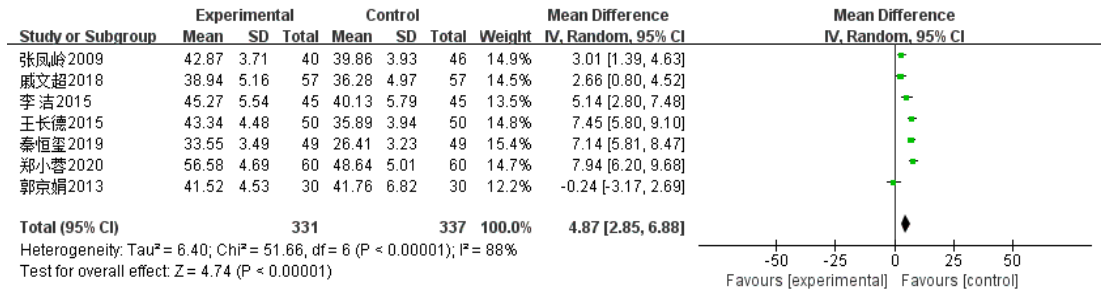 Experimental Control Mean Difference Mean Difference
Study or Subgroup Mean SD Total Mean SD Total Weight IV, Random, 95% CI IV, Random, 95% CI
张凤岭2009 42.87 3.71 40 39.86 3.93 46 14.9% 3.01 [1.39, 4.63]
戚文超2018 38.94 5.16 57 36.28 4.97 57 14.5% 2.66 [0.80, 4.52]
李洁2015 45.27 5.54 45 40.13 5.79 45 13.5% 5.14 [2.80, 7.48]
王长德2015 43.34 4.48 50 35.89 3.94 50 14.8% 7.45 [5.80, 9.10]
秦恒玺2019 33.55 3.49 49 26.41 3.23 49 15.4% 7.14 [5.81, 8.47]
郑小蓉2020 56.58 4.69 60 48.64 5.01 60 14.7% 7.94 [6.20, 9.68]
郭京娟2013 41.52 4.53 30 41.76 6.82 30 12.2% -0.24 [-3.17, 2.69]
Total (95% CI) 331 337 100.0% 4.87 [2.85, 6.88]
Heterogeneity: Tau² = 6.40; Chi² = 51.66, df = 6 (P < 0.00001); I² = 88%
Test for overall effect: Z = 4.74 (P < 0.00001)
-50 -25 0 25 50
Favours [experimental] Favours [control]